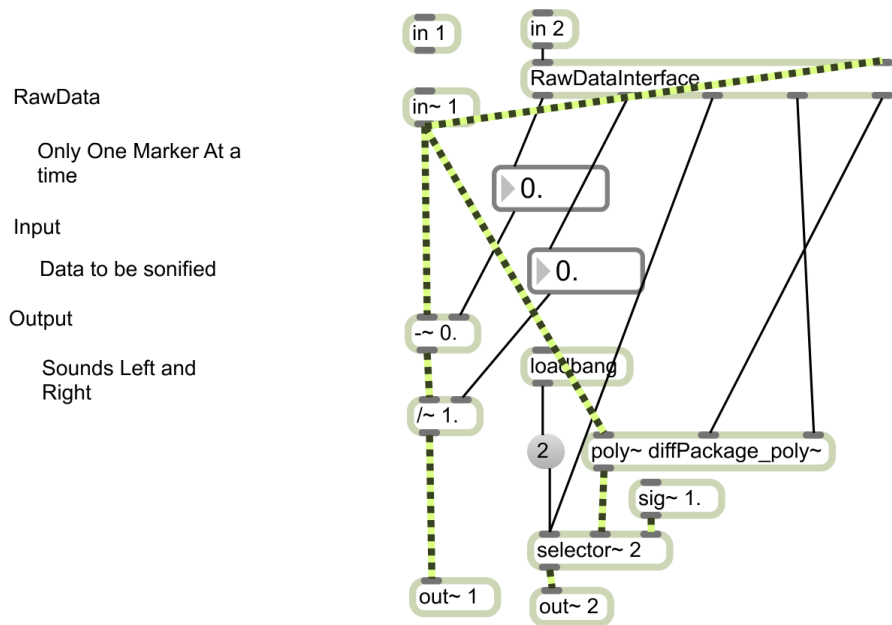 in 1
in 2
RawDataInterface
RawData
in~ 1
Only One Marker At a
time
0.
Input
0.
Data to be sonified
Output
-~ 0.
Sounds Left and
Right
loadbang
/~ 1.
2
poly~ diffPackage_poly~
sig~ 1.
selector~ 2
out~ 1
out~ 2